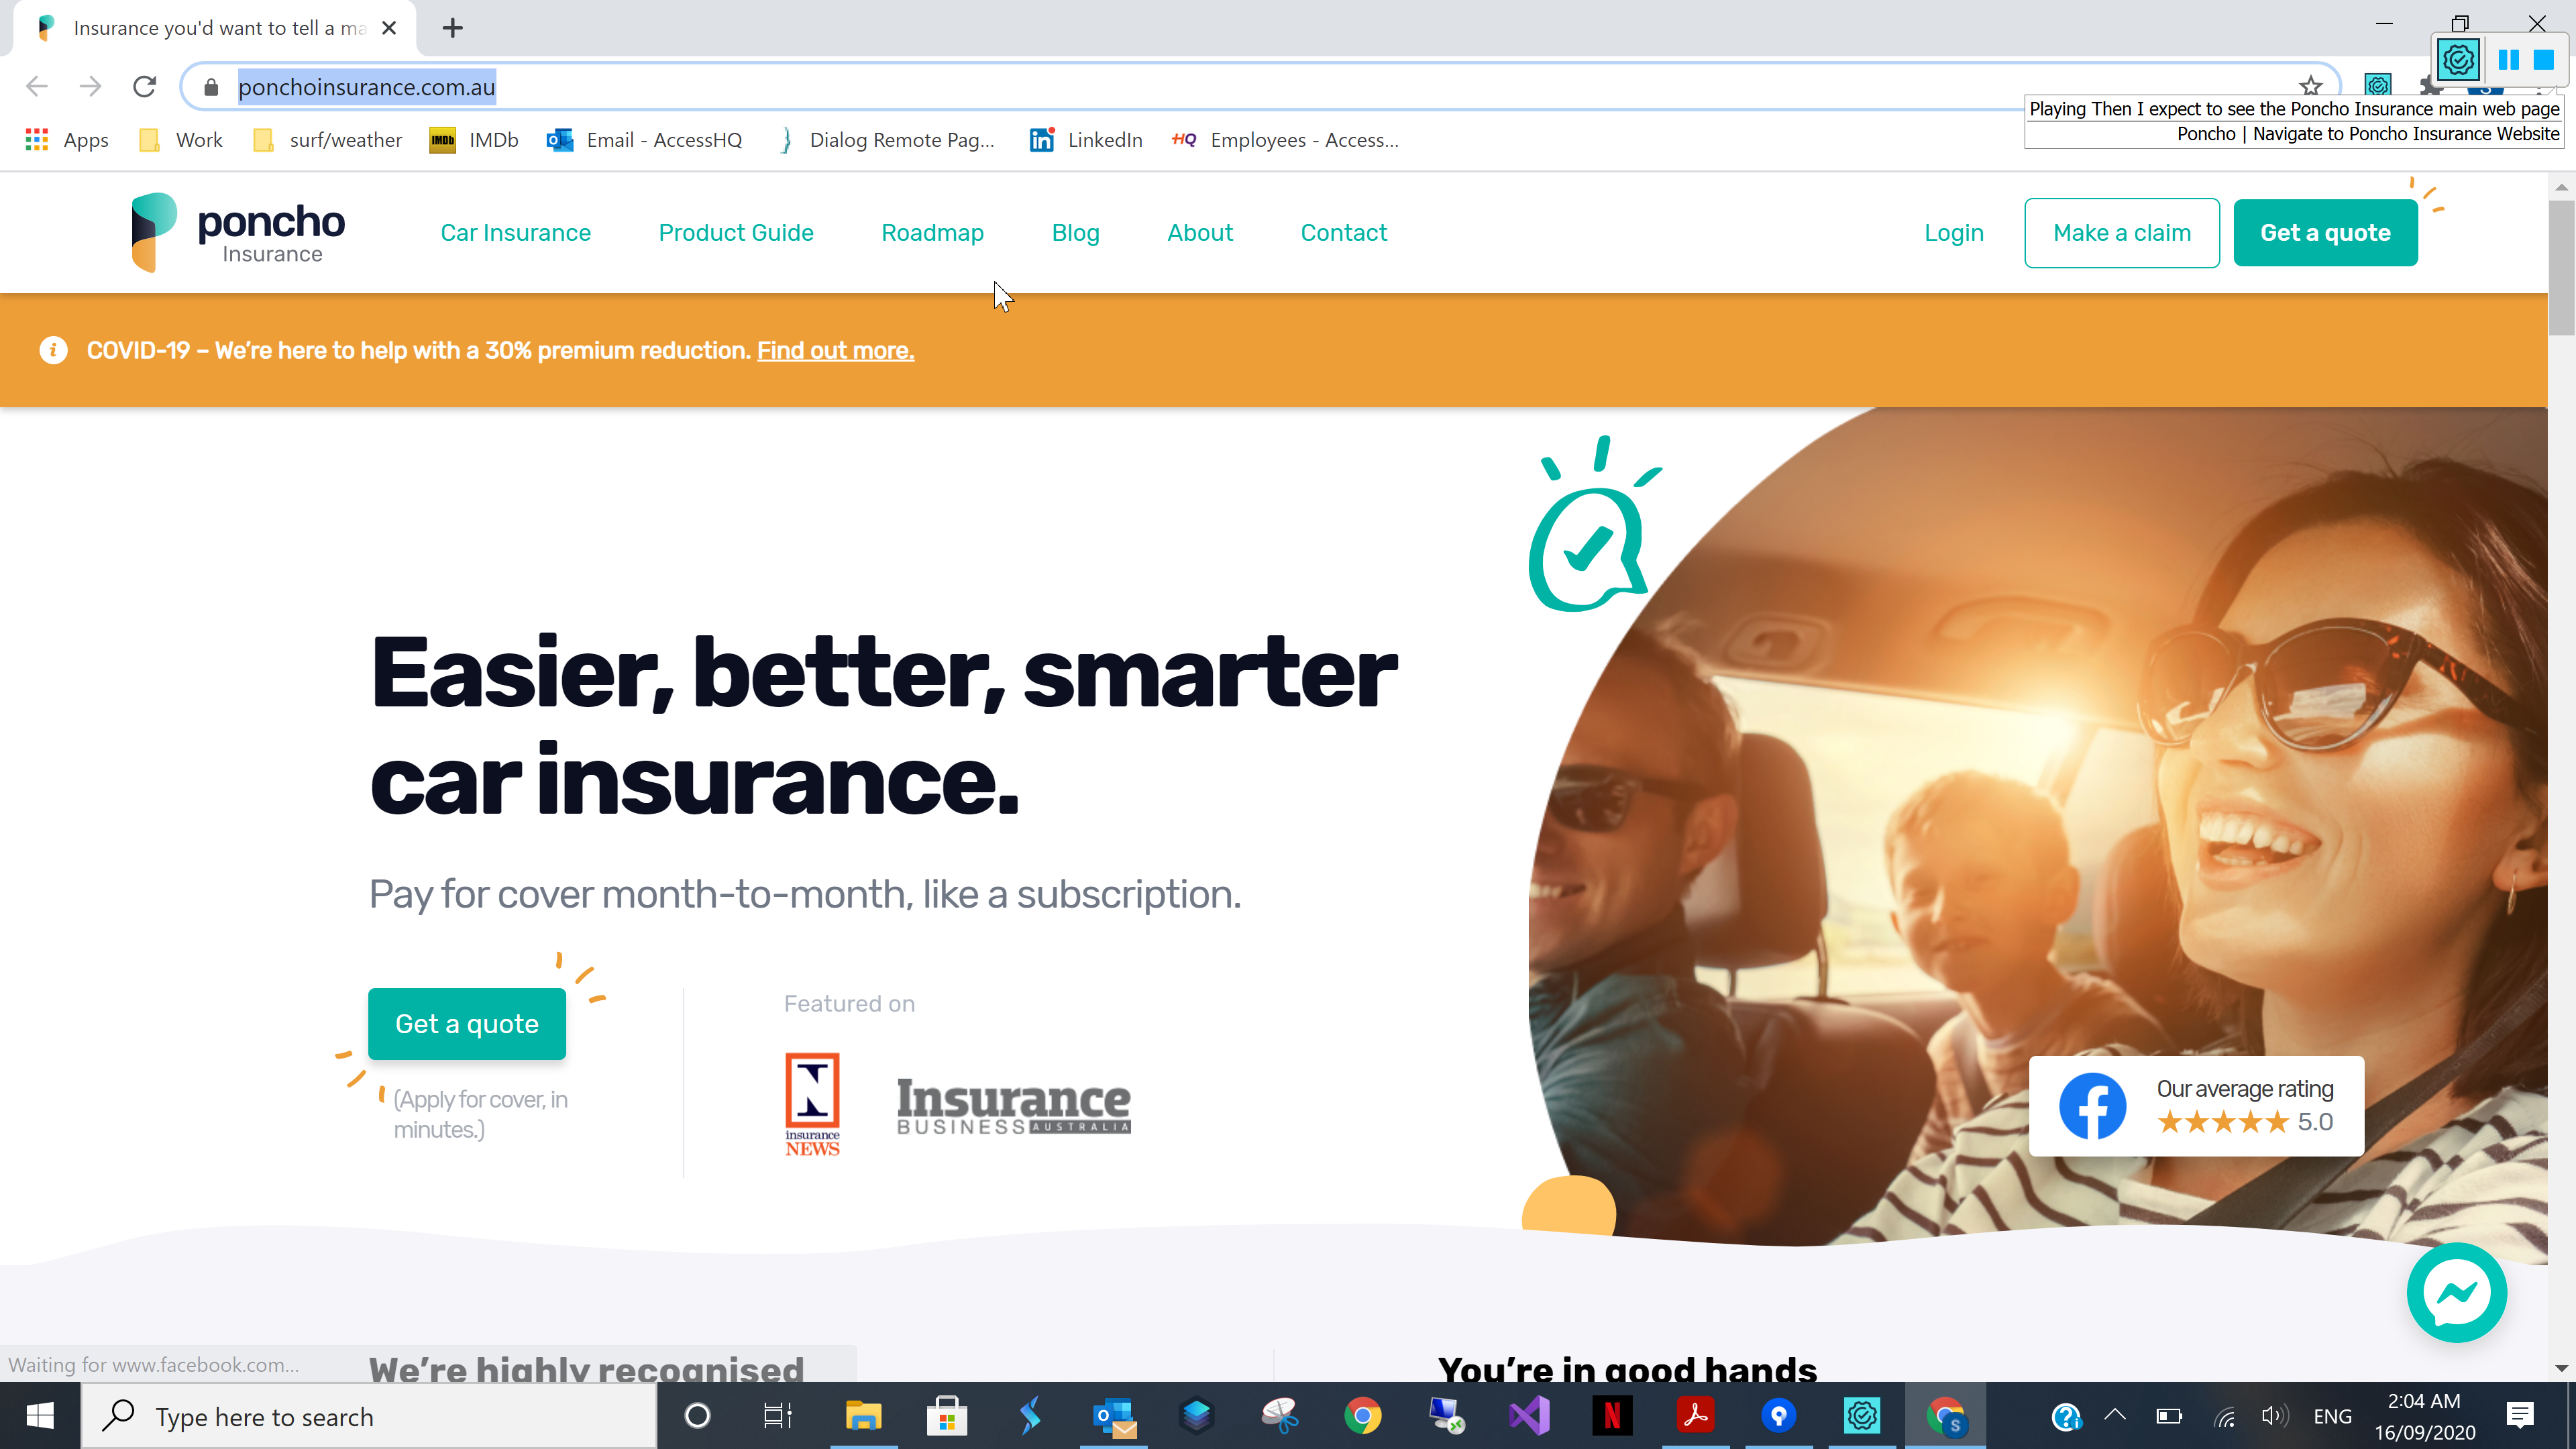 Insurance you'd want to tell a ma
ponchoinsurance.com.au
Playing Then I expect to see the Poncho Insurance main web page
Poncho | Navigate to Poncho Insurance Website
Apps
Work
surf/weather
IMDb
IMDb
Email - AccessHQ
Dialog Remote Pag...
LinkedIn
HQ
Employees - Access...
poncho
Insurance
Car Insurance
Product Guide
Roadmap
Blog
About
Contact
Login
Make a claim
Get a quote
COVID-19 – We’re here to help with a 30% premium reduction. Find out more.
Easier, better, smarter
car insurance.
Pay for cover month-to-month, like a subscription.
Get a quote
(Apply for cover, in
minutes.)
Featured on
N
insurance
NEWS
Insurance
BUSINESS AUSTRALIA
Our average rating
5.0
Waiting for www.facebook.com...
We’re highly recognised
You’re in good hands
Type here to search
ENG
2:04 AM
16/09/2020